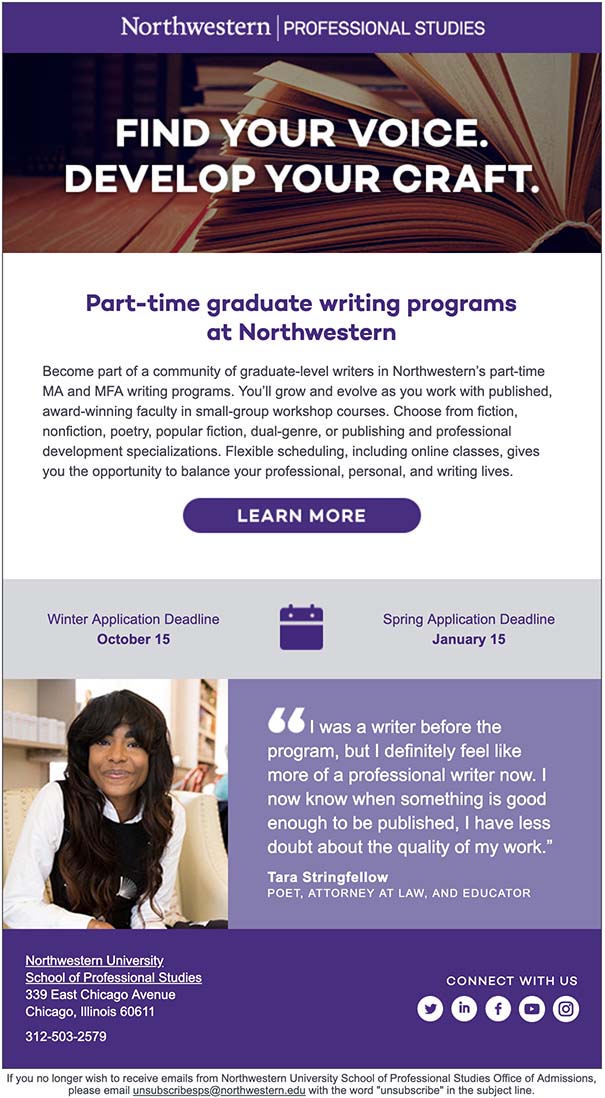 Northwestern | PROFESSIONAL STUDIES
FIND YOUR VOICE.
DEVELOP YOUR CRAFT.
Part-time graduate writing programs
at Northwestern
Become part of a community of graduate-level writers in Northwestern’s part-time
MA and MFA writing programs. You’ll grow and evolve as you work with published,
award-winning faculty in small-group workshop courses. Choose from fiction,
nonfiction, poetry, popular fiction, dual-genre, or publishing and professional
development specializations. Flexible scheduling, including online classes, gives
you the opportunity to balance your professional, personal, and writing lives.
LEARN MORE
Winter Application Deadline
October 15
Spring Application Deadline
January 15
“I was a writer before the
program, but I definitely feel like
more of a professional writer now. I
now know when something is good
enough to be published, I have less
doubt about the quality of my work.”
Tara Stringfellow
POET, ATTORNEY AT LAW, AND EDUCATOR
Northwestern University
School of Professional Studies
339 East Chicago Avenue
Chicago, Illinois 60611
312-503-2579
CONNECT WITH US
If you no longer wish to receive emails from Northwestern University School of Professional Studies Office of Admissions,
please email unsubscribesps@northwestern.edu with the word "unsubscribe" in the subject line.